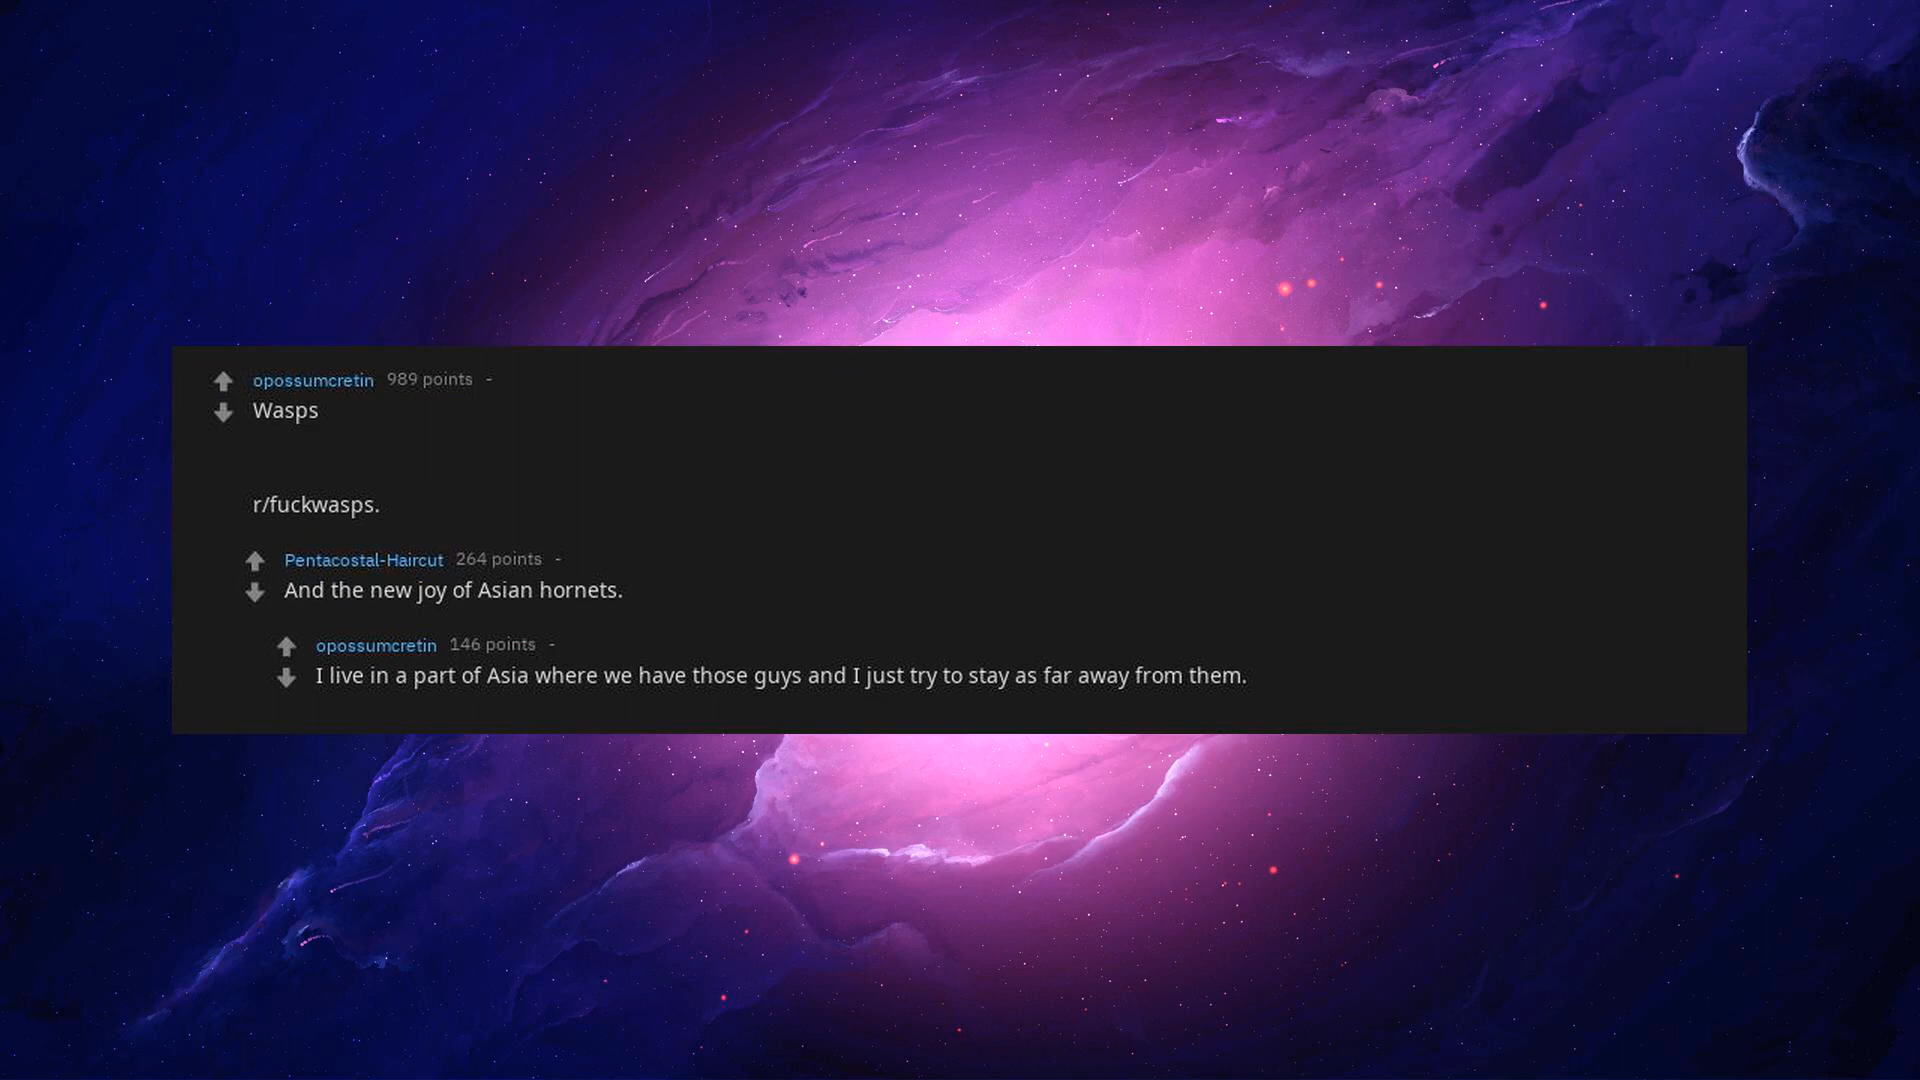 opossumcretin 989 points -
Wasps
r/fuckwasps.
Pentacostal-Haircut 264 points -
And the new joy of Asian hornets.
opossumcretin 146 points -
I live in a part of Asia where we have those guys and I just try to stay as far away from them.